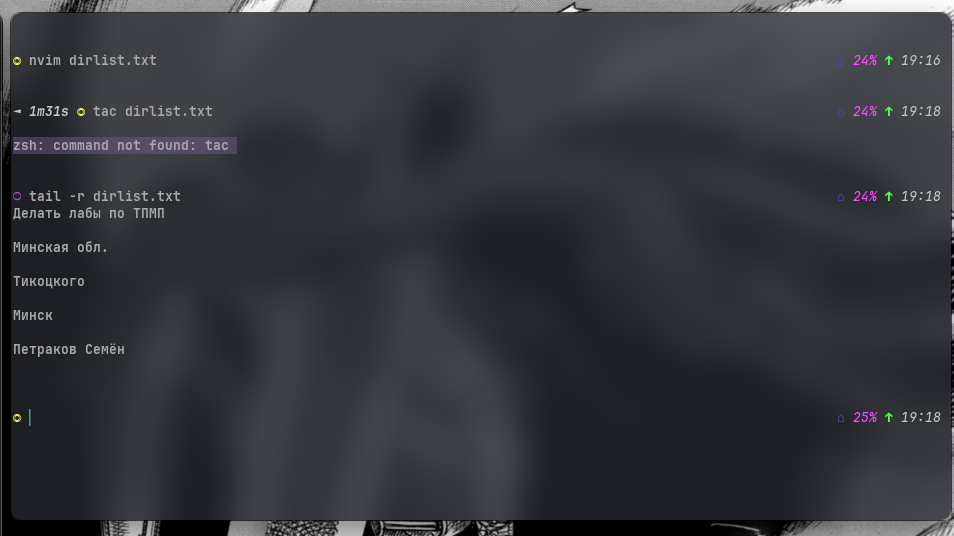 nvim dirlist.txt 24% ↑ 19:16
1m31s tac dirlist.txt 24% ↑ 19:18
zsh: command not found: tac
tail -r dirlist.txt 24% ↑ 19:18
Делать лабы по ТПМП
Минская обл.
Тикоцкого
Минск
Петраков Семён
25% ↑ 19:18